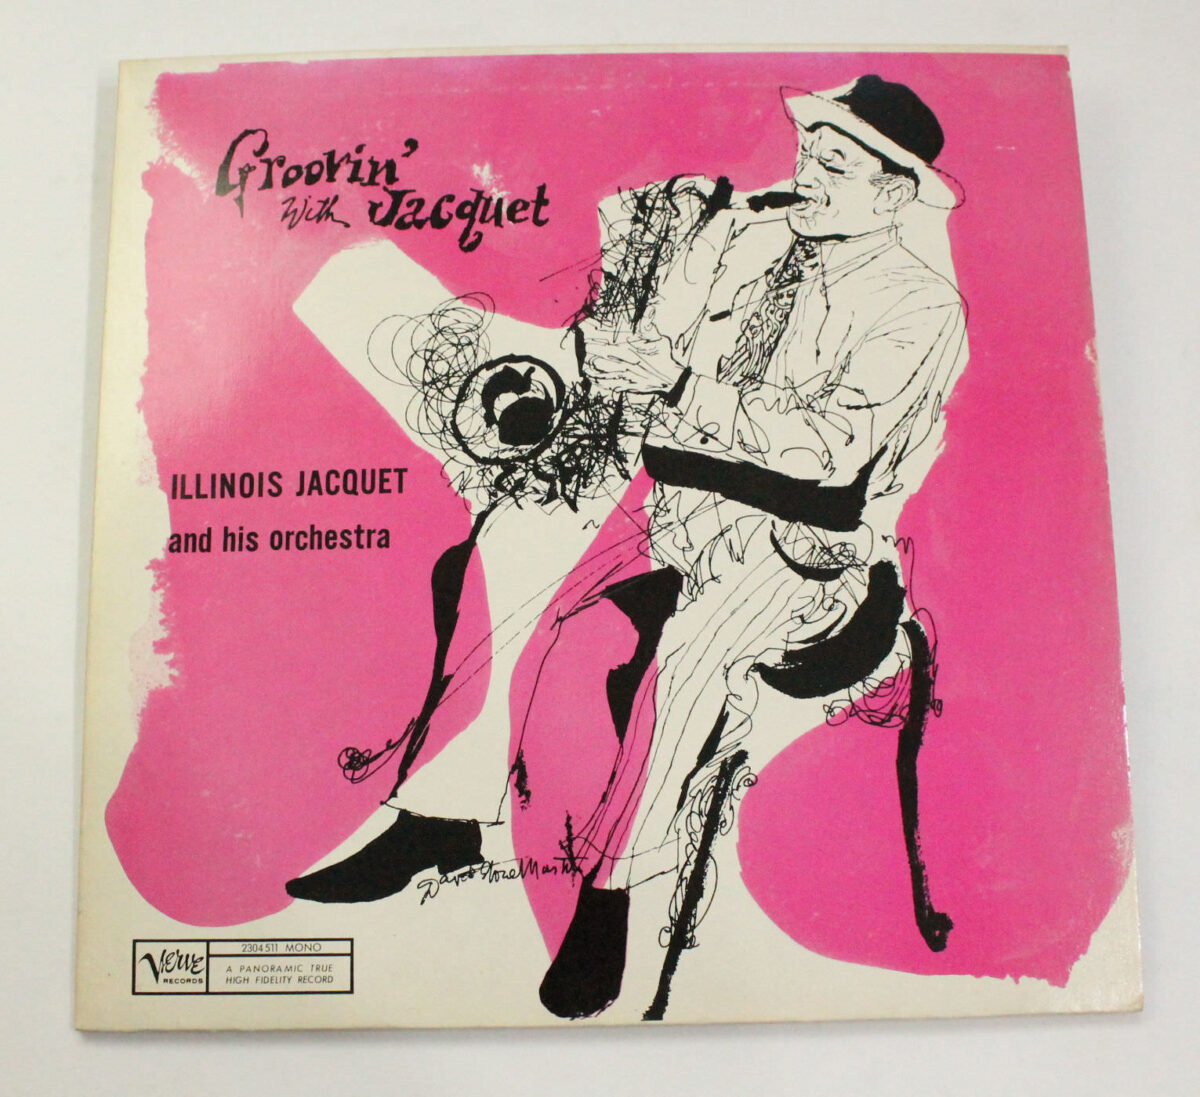 Groovin'
With Jacquet
ILLINOIS JACQUET
and his orchestra
David Stone Martin
Verve
RECORDS
2304 511 MONO
A PANORAMIC TRUE
HIGH FIDELITY RECORD